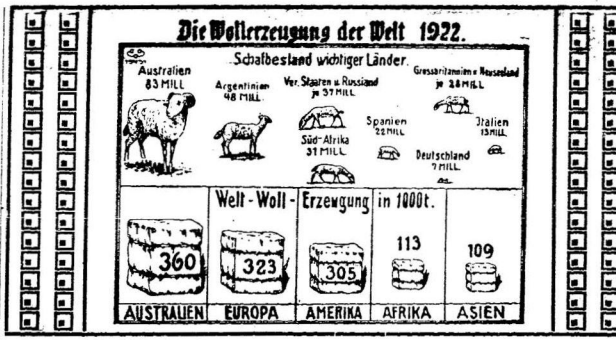 Die Wollerzeugung der Welt 1922.
Schafbestand wichtiger Länder.
Australien
83 MILL
Argentinien
48 MILL.
Ver. Staaten u. Russland
je 37 MILL
Grossbritannien u Neuseeland
je 28 MILL
Süd-Afrika
31 MILL
Spanien
22 MILL
Italien
13 MILL
Deutschland
7 MILL
Welt-Woll-Erzeugung in 1000t.
360
323
305
113
109
AUSTRALIEN
EUROPA
AMERIKA
AFRIKA
ASIEN